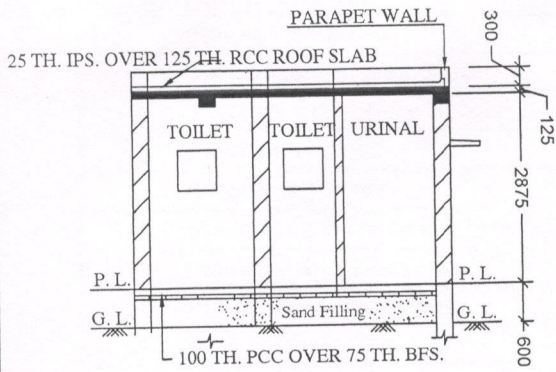 PARAPET WALL
300
25 TH. IPS. OVER 125 TH. RCC ROOF SLAB
125
TOILET
TOILET
URINAL
2875
P. L.
P. L.
G. L.
Sand Filling
G. L.
600
100 TH. PCC OVER 75 TH. BFS.